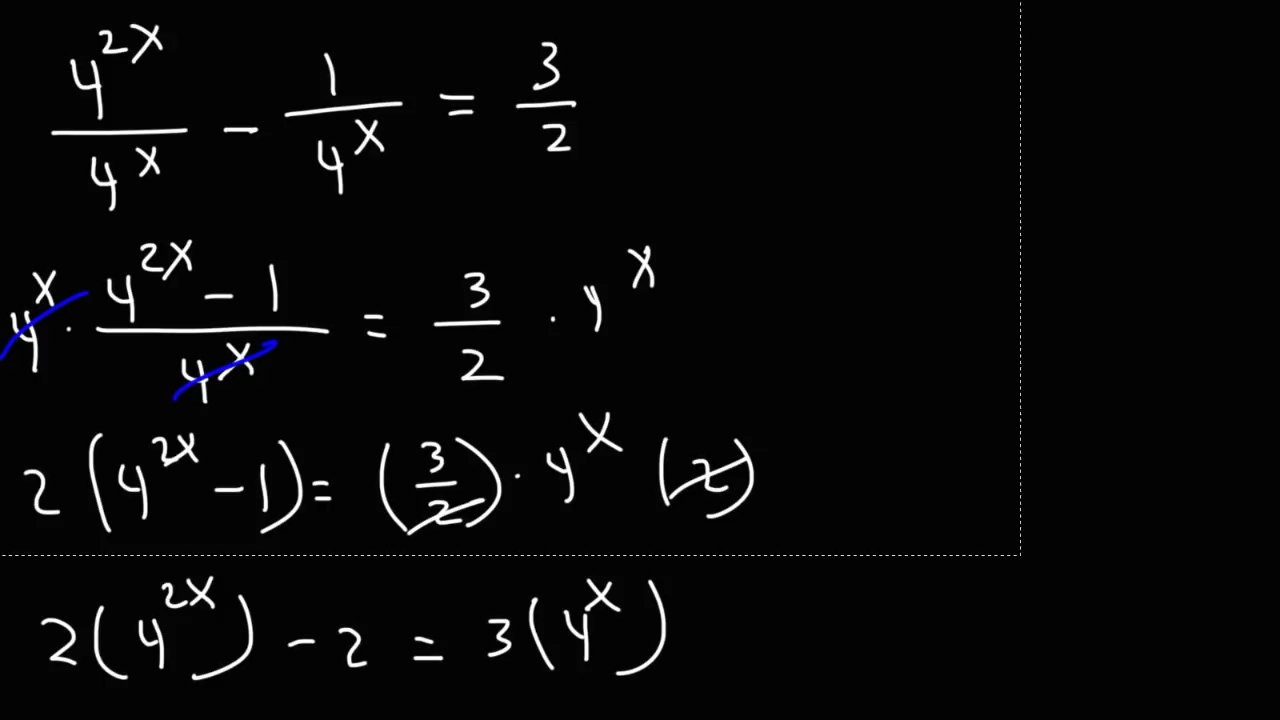 4^{2x}/4^x - 1/4^x = 3/2
4^x · (4^{2x} - 1)/4^x = 3/2 · 4^x
2(4^{2x} - 1) = (3/2) · 4^x (2)
2(4^{2x}) - 2 = 3(4^x)